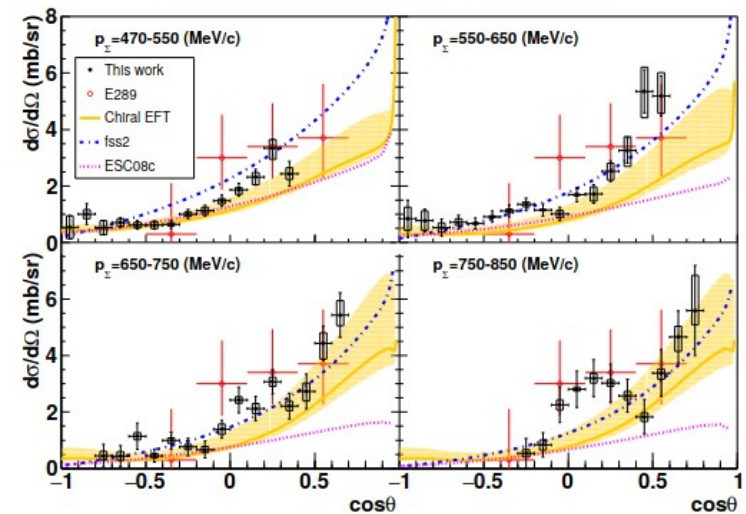 p_Σ=470-550 (MeV/c)
This work
E289
Chiral EFT
fss2
ESC08c
p_Σ=550-650 (MeV/c)
p_Σ=650-750 (MeV/c)
p_Σ=750-850 (MeV/c)
dσ/dΩ (mb/sr)
8
6
4
2
0
dσ/dΩ (mb/sr)
6
4
2
0
−1 −0.5 0 0.5 −1 −0.5 0 0.5 1
cosθ cosθ